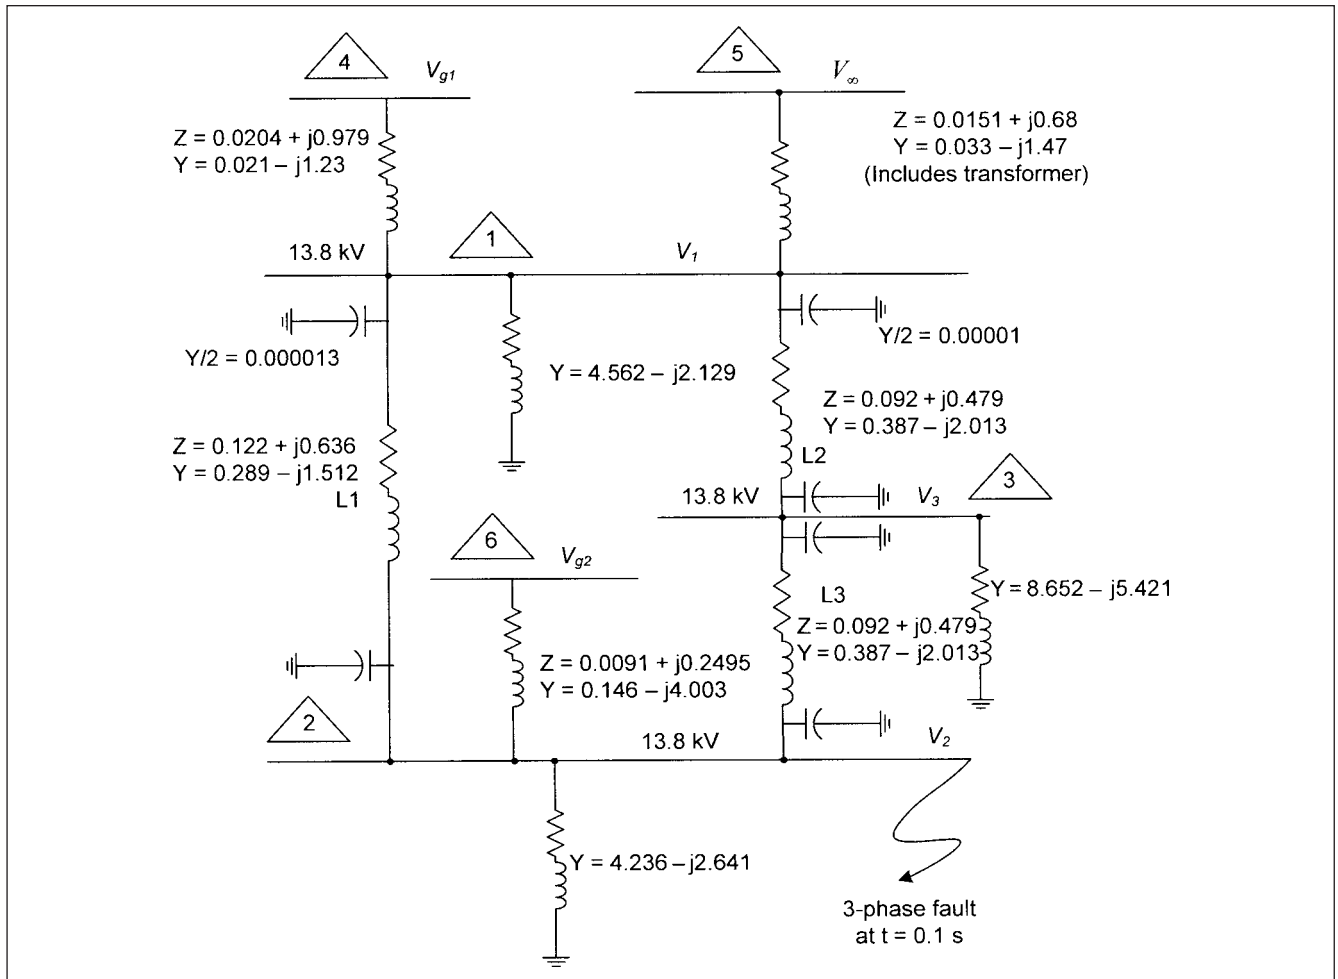 4
V_{g1}
5
V_∞
Z = 0.0204 + j0.979
Y = 0.021 – j1.23
Z = 0.0151 + j0.68
Y = 0.033 – j1.47
(Includes transformer)
13.8 kV
1
V_1
Y/2 = 0.000013
Y = 4.562 – j2.129
Y/2 = 0.00001
Z = 0.092 + j0.479
Y = 0.387 – j2.013
L2
Z = 0.122 + j0.636
Y = 0.289 – j1.512
L1
13.8 kV
V_3
3
6
V_{g2}
L3
Y = 8.652 – j5.421
Z = 0.092 + j0.479
Y = 0.387 – j2.013
Z = 0.0091 + j0.2495
Y = 0.146 – j4.003
2
13.8 kV
V_2
Y = 4.236 – j2.641
3-phase fault
at t = 0.1 s